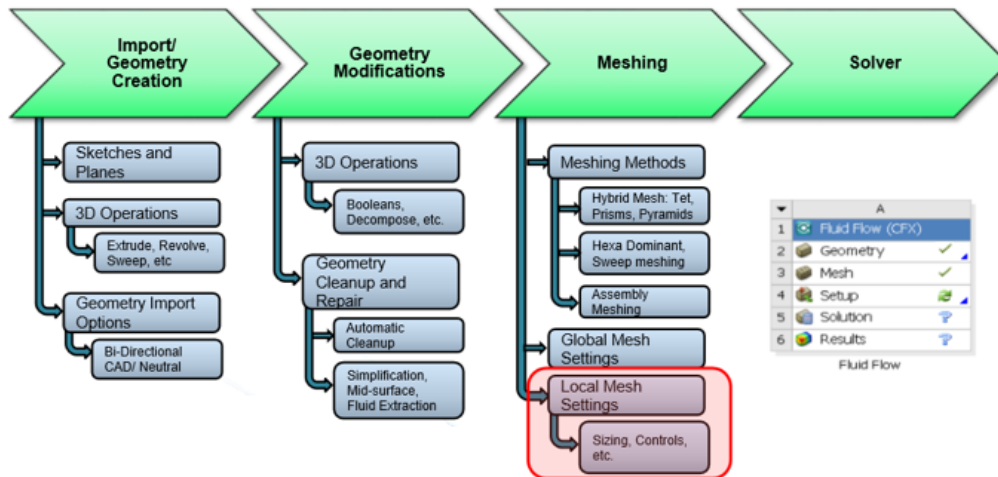 Import/
Geometry
Creation
Geometry
Modifications
Meshing
Solver
Sketches and
Planes
3D Operations
Extrude, Revolve,
Sweep, etc
Geometry Import
Options
Bi-Directional
CAD/ Neutral
3D Operations
Booleans,
Decompose, etc.
Geometry
Cleanup and
Repair
Automatic
Cleanup
Simplification,
Mid-surface,
Fluid Extraction
Meshing Methods
Hybrid Mesh: Tet,
Prisms, Pyramids
Hexa Dominant,
Sweep meshing
Assembly
Meshing
Global Mesh
Settings
Local Mesh
Settings
Sizing, Controls,
etc.
A
1 Fluid Flow (CFX)
2 Geometry
3 Mesh
4 Setup
5 Solution
6 Results
Fluid Flow